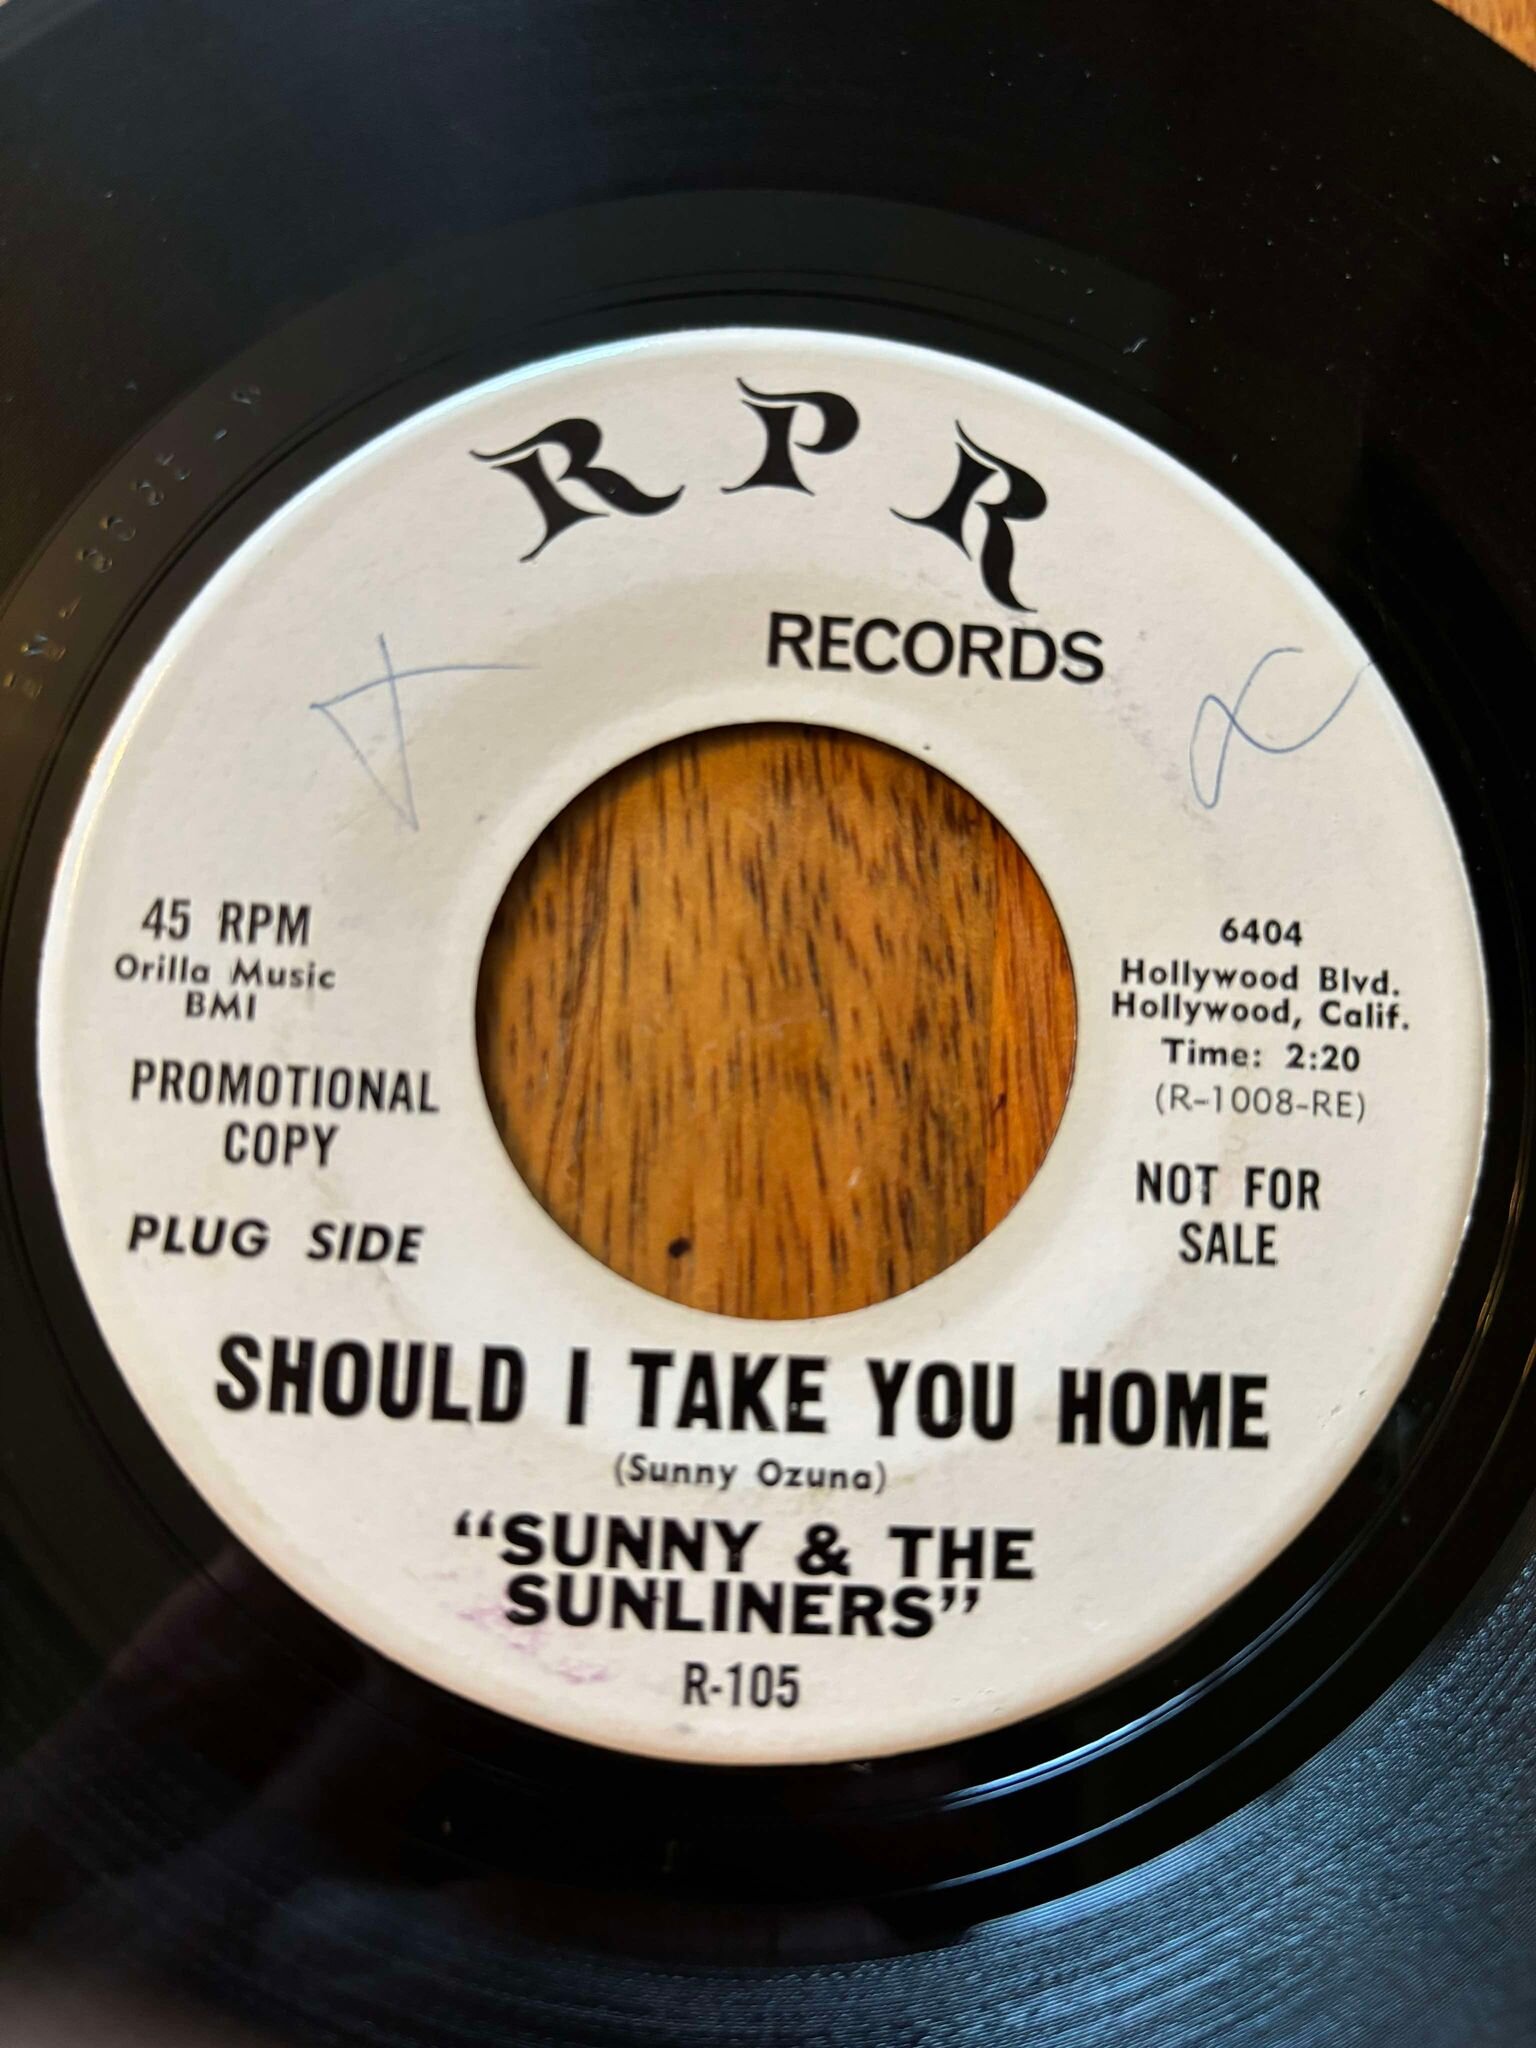 RPR
RECORDS
45 RPM
Orilla Music
BMI
PROMOTIONAL
COPY
PLUG SIDE
6404
Hollywood Blvd.
Hollywood, Calif.
Time: 2:20
(R-1008-RE)
NOT FOR
SALE
SHOULD I TAKE YOU HOME
(Sunny Ozuna)
"SUNNY & THE
SUNLINERS"
R-105